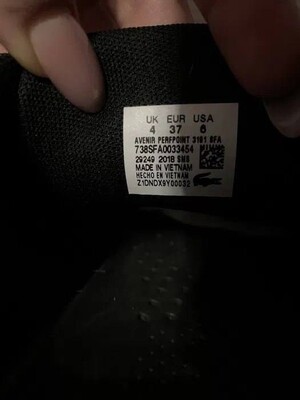 UK EUR USA
4 37 6
AVENIR PERFPOINT 3181 SFA
738SFA0033454
29249 2018 SMS
MADE IN VIETNAM
HECHO EN VIETNAM
Z1DNDX9Y00032